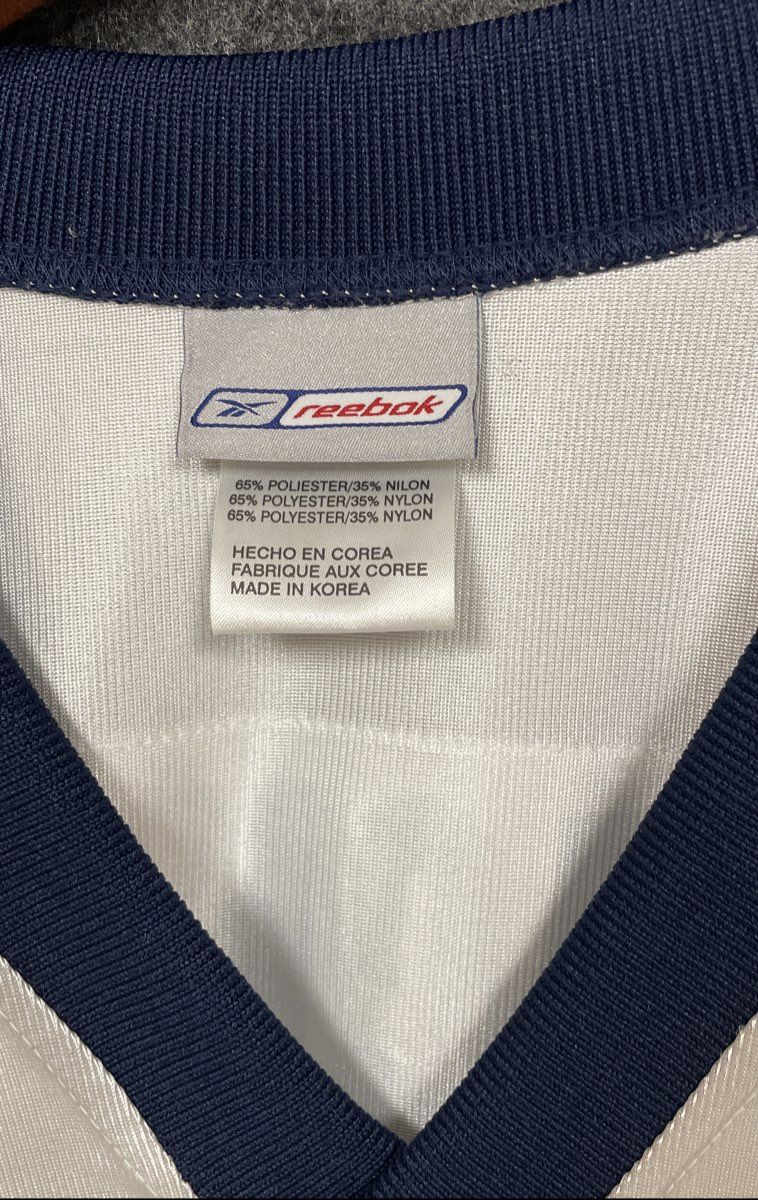 reebok
65% POLIESTER/35% NILON
65% POLYESTER/35% NYLON
65% POLYESTER/35% NYLON
HECHO EN COREA
FABRIQUE AUX COREE
MADE IN KOREA